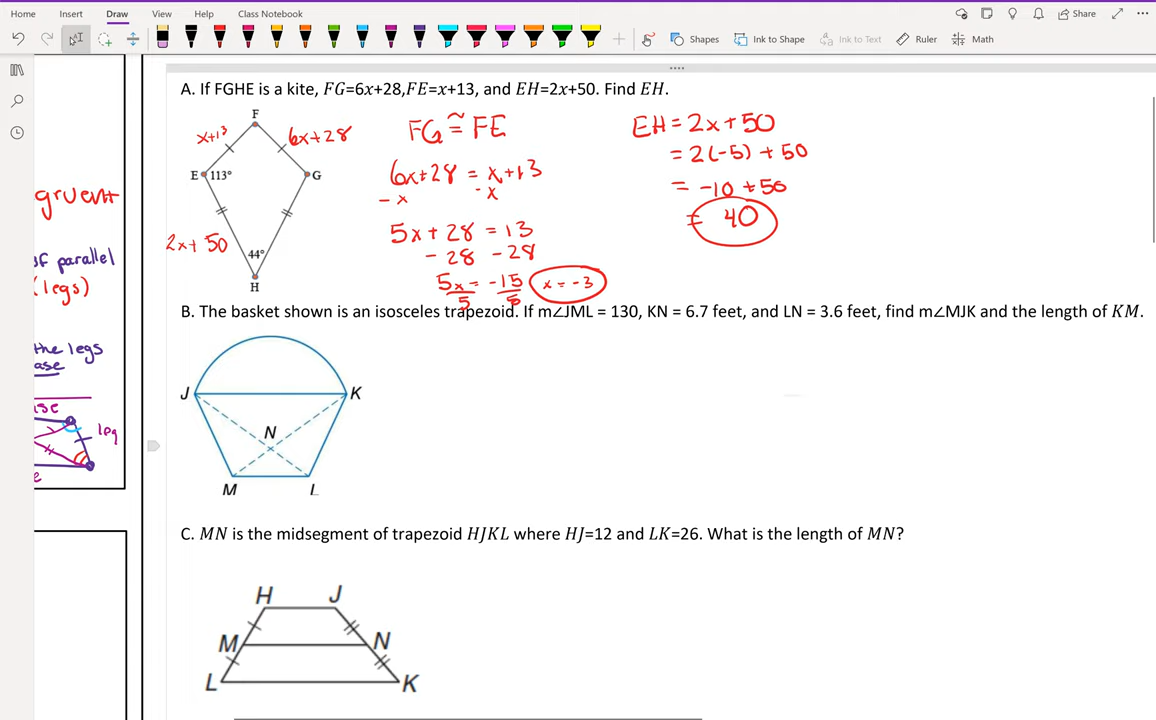 Home Insert Draw View Help Class Notebook
Share
Shapes Ink to Shape Ink to Text Ruler Math
gruent
of parallel
(legs)
the legs
ase
se
leg
e
A. If FGHE is a kite, FG=6x+28,FE=x+13, and EH=2x+50. Find EH.
F
x+13
6x+28
E
113°
G
2x+50
44°
H
FG ≅ FE
6x+28 = x+13
-x -x
5x + 28 = 13
- 28 -28
5x = -15
5 5
x = -3
EH = 2x+50
= 2(-5) + 50
= -10 + 50
= 40
B. The basket shown is an isosceles trapezoid. If m∠JML = 130, KN = 6.7 feet, and LN = 3.6 feet, find m∠MJK and the length of KM.
J
K
N
M
L
C. MN is the midsegment of trapezoid HJKL where HJ=12 and LK=26. What is the length of MN?
H
J
M
N
L
K